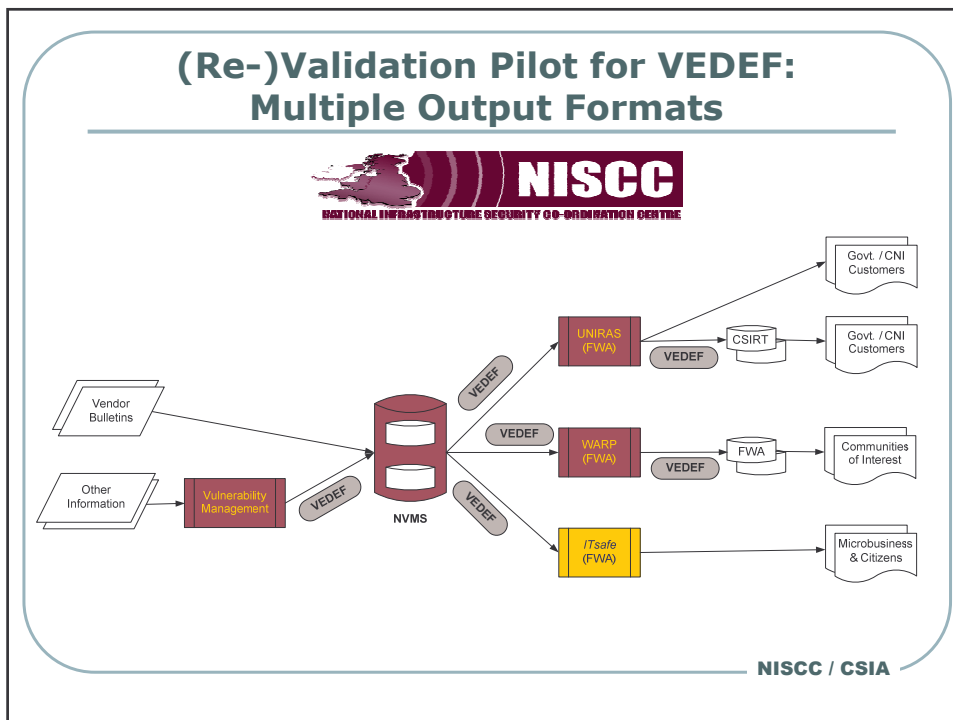 (Re-)Validation Pilot for VEDEF:
Multiple Output Formats
NISCC
NATIONAL INFRASTRUCTURE SECURITY CO-ORDINATION CENTRE
Govt. / CNI
Customers
UNIRAS
(FWA)
VEDEF
CSIRT
Govt. / CNI
Customers
VEDEF
Vendor
Bulletins
VEDEF
WARP
(FWA)
VEDEF
FWA
Communities
of Interest
Other
Information
Vulnerability
Management
VEDEF
NVMS
VEDEF
ITsafe
(FWA)
Microbusiness
& Citizens
NISCC / CSIA